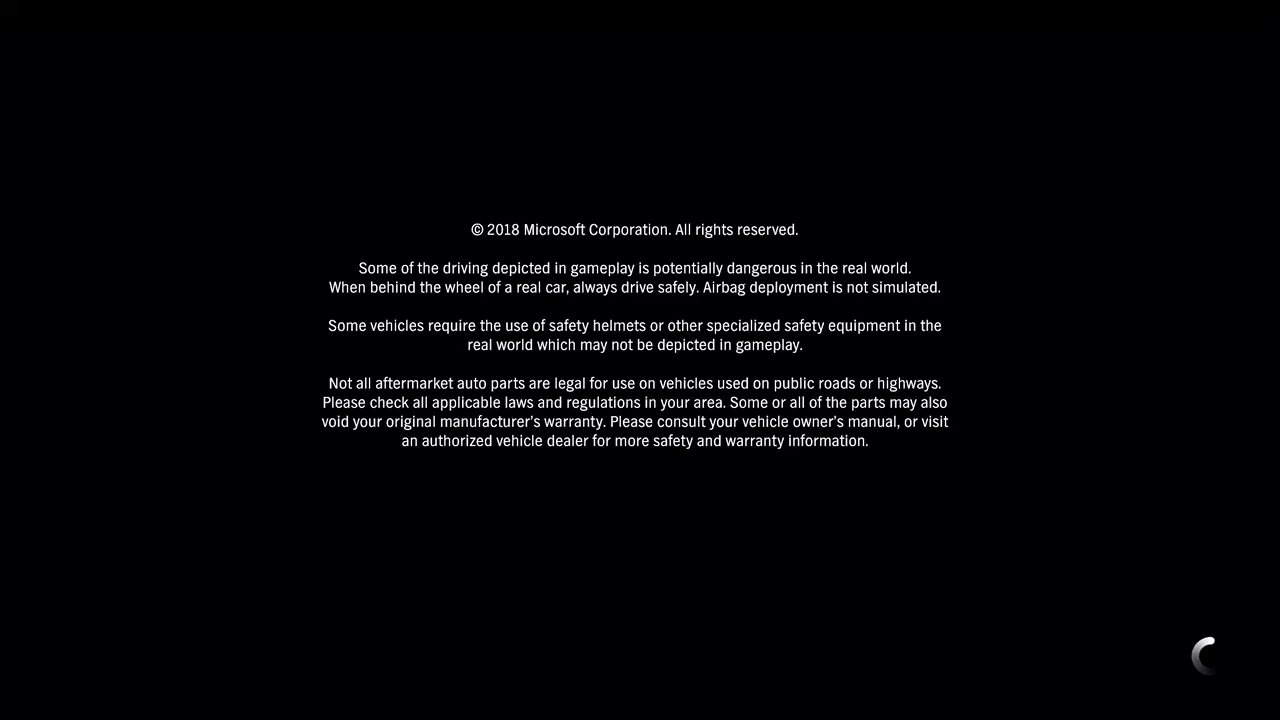 © 2018 Microsoft Corporation. All rights reserved.
Some of the driving depicted in gameplay is potentially dangerous in the real world.
When behind the wheel of a real car, always drive safely. Airbag deployment is not simulated.
Some vehicles require the use of safety helmets or other specialized safety equipment in the
real world which may not be depicted in gameplay.
Not all aftermarket auto parts are legal for use on vehicles used on public roads or highways.
Please check all applicable laws and regulations in your area. Some or all of the parts may also
void your original manufacturer’s warranty. Please consult your vehicle owner’s manual, or visit
an authorized vehicle dealer for more safety and warranty information.